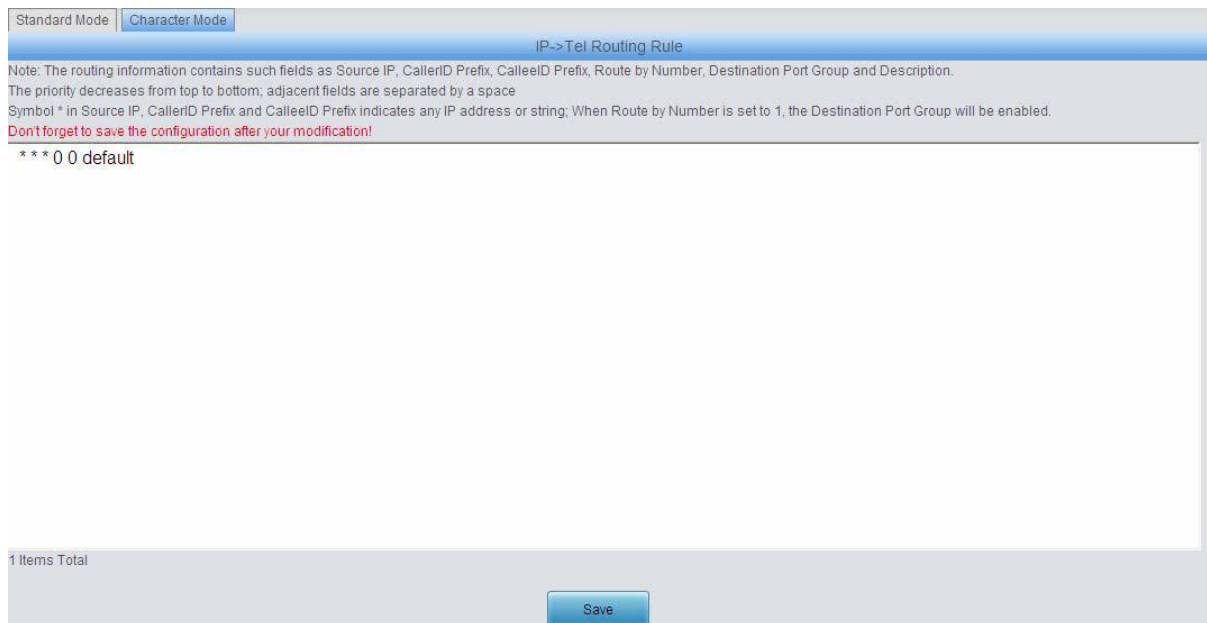 Standard Mode Character Mode
IP->Tel Routing Rule
Note: The routing information contains such fields as Source IP, CallerID Prefix, CalleeID Prefix, Route by Number, Destination Port Group and Description.
The priority decreases from top to bottom; adjacent fields are separated by a space
Symbol * in Source IP, CallerID Prefix and CalleeID Prefix indicates any IP address or string; When Route by Number is set to 1, the Destination Port Group will be enabled.
Don't forget to save the configuration after your modification!
* * * 0 0 default
1 Items Total
Save